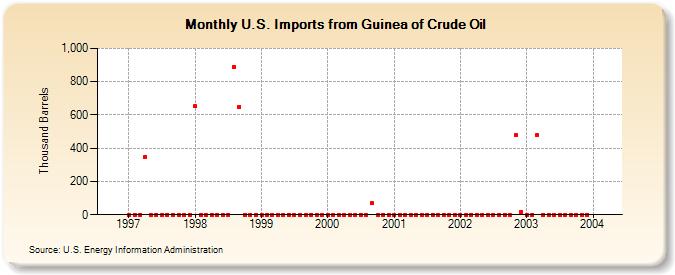 Monthly U.S. Imports from Guinea of Crude Oil
Thousand Barrels
1,000
800
600
400
200
0
1997 1998 1999 2000 2001 2002 2003 2004
Source: U.S. Energy Information Administration